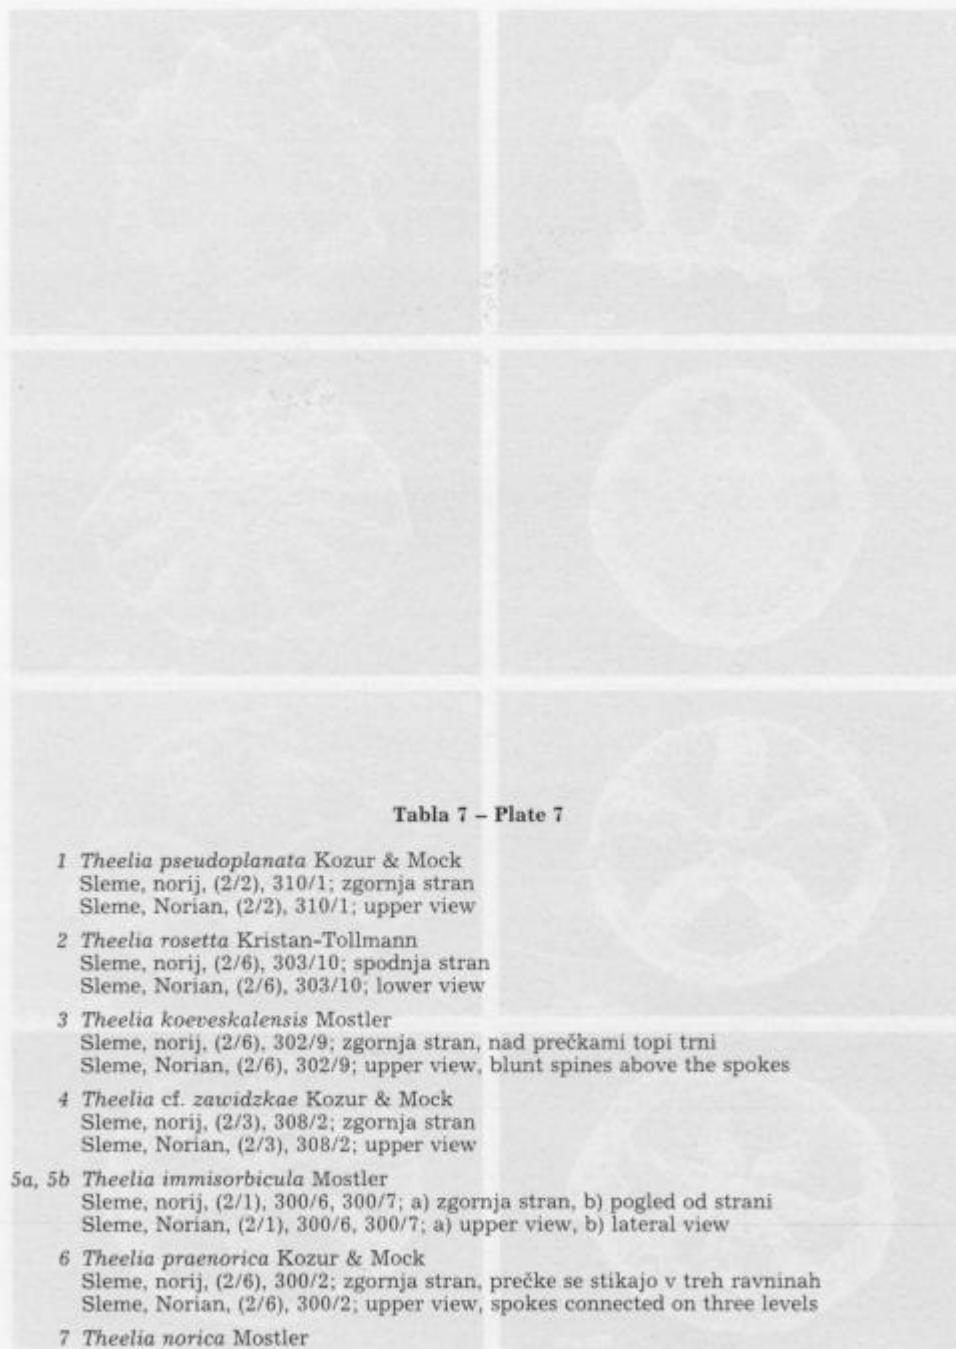 Tabla 7 – Plate 7
1 Theelia pseudoplanata Kozur & Mock
Sleme, norij, (2/2), 310/1; zgornja stran
Sleme, Norian, (2/2), 310/1; upper view
2 Theelia rosetta Kristan-Tollmann
Sleme, norij, (2/6), 303/10; spodnja stran
Sleme, Norian, (2/6), 303/10; lower view
3 Theelia koeveskalensis Mostler
Sleme, norij, (2/6), 302/9; zgornja stran, nad prečkami topi trni
Sleme, Norian, (2/6), 302/9; upper view, blunt spines above the spokes
4 Theelia cf. zawidzkae Kozur & Mock
Sleme, norij, (2/3), 308/2; zgornja stran
Sleme, Norian, (2/3), 308/2; upper view
5a, 5b Theelia immisorbicula Mostler
Sleme, norij, (2/1), 300/6, 300/7; a) zgornja stran, b) pogled od strani
Sleme, Norian, (2/1), 300/6, 300/7; a) upper view, b) lateral view
6 Theelia praenorica Kozur & Mock
Sleme, norij, (2/6), 300/2; zgornja stran, prečke se stikajo v treh ravninah
Sleme, Norian, (2/6), 300/2; upper view, spokes connected on three levels
7 Theelia norica Mostler